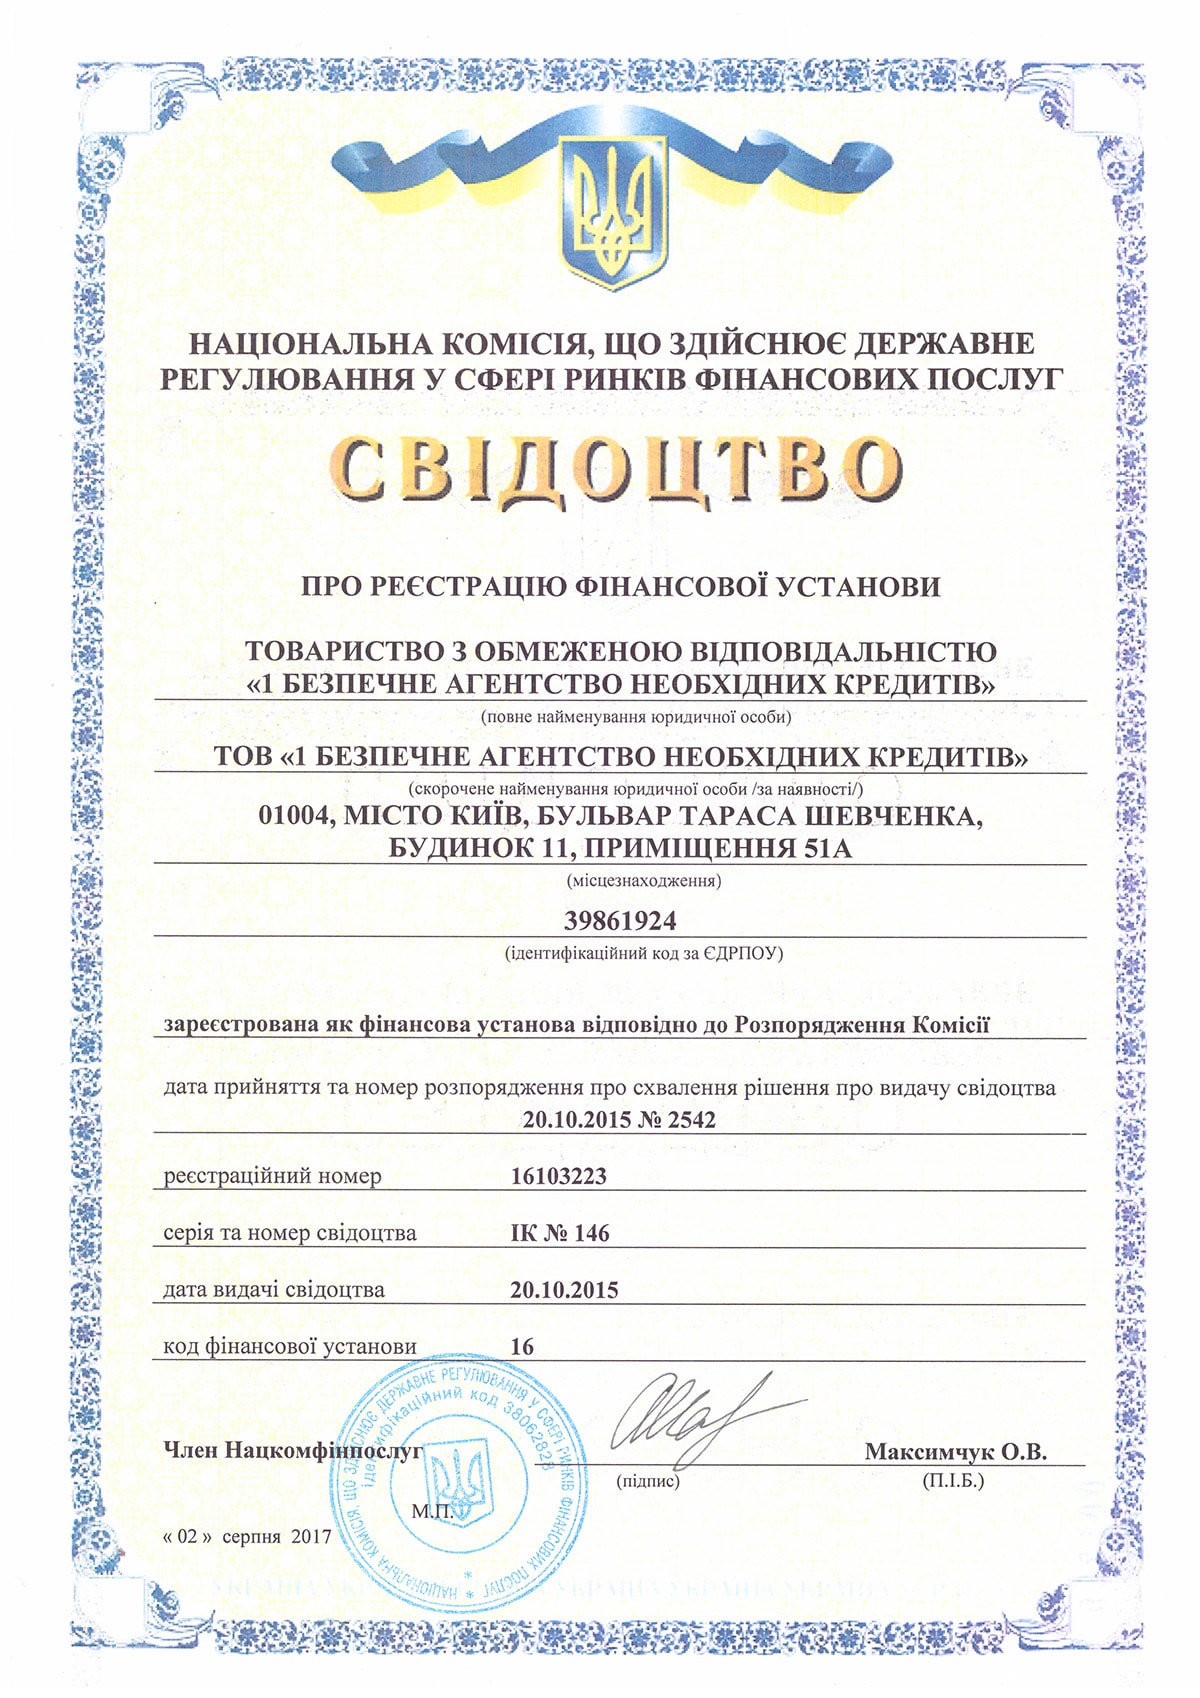 НАЦІОНАЛЬНА КОМІСІЯ, ЩО ЗДІЙСНЮЄ ДЕРЖАВНЕ
РЕГУЛЮВАННЯ У СФЕРІ РИНКІВ ФІНАНСОВИХ ПОСЛУГ
СВІДОЦТВО
ПРО РЕЄСТРАЦІЮ ФІНАНСОВОЇ УСТАНОВИ
ТОВАРИСТВО З ОБМЕЖЕНОЮ ВІДПОВІДАЛЬНІСТЮ
«1 БЕЗПЕЧНЕ АГЕНТСТВО НЕОБХІДНИХ КРЕДИТІВ»
(повне найменування юридичної особи)
ТОВ «1 БЕЗПЕЧНЕ АГЕНТСТВО НЕОБХІДНИХ КРЕДИТІВ»
(скорочене найменування юридичної особи /за наявності/)
01004, МІСТО КИЇВ, БУЛЬВАР ТАРАСА ШЕВЧЕНКА,
БУДИНОК 11, ПРИМІЩЕННЯ 51А
(місцезнаходження)
39861924
(ідентифікаційний код за ЄДРПОУ)
зареєстрована як фінансова установа відповідно до Розпорядження Комісії
дата прийняття та номер розпорядження про схвалення рішення про видачу свідоцтва
20.10.2015 № 2542
реєстраційний номер 16103223
серія та номер свідоцтва ІК № 146
дата видачі свідоцтва 20.10.2015
код фінансової установи 16
Член Нацкомфінпослуг Максимчук О.В.
(підпис) (П.І.Б.)
М.П.
« 02 » серпня 2017
НАЦІОНАЛЬНА КОМІСІЯ, ЩО ЗДІЙСНЮЄ ДЕРЖАВНЕ РЕГУЛЮВАННЯ У СФЕРІ РИНКІВ ФІНАНСОВИХ ПОСЛУГ
ідентифікаційний код 38062828